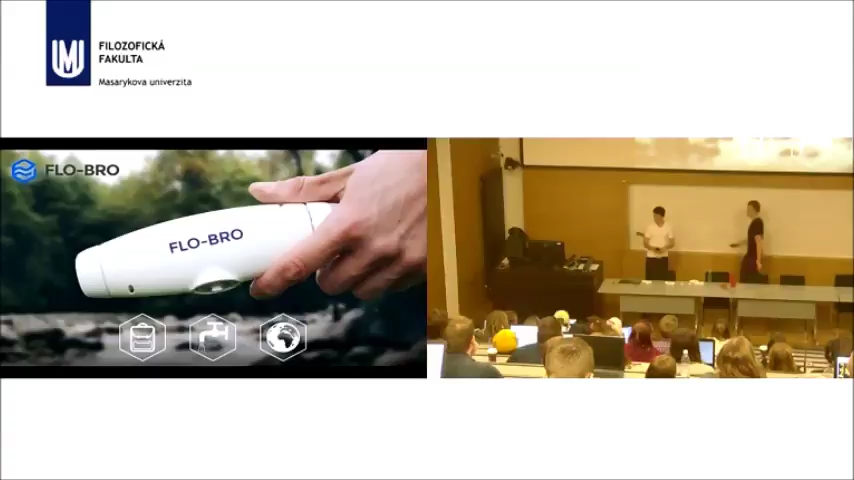 FILOZOFICKÁ
FAKULTA
Masarykova univerzita
FLO-BRO
FLO-BRO